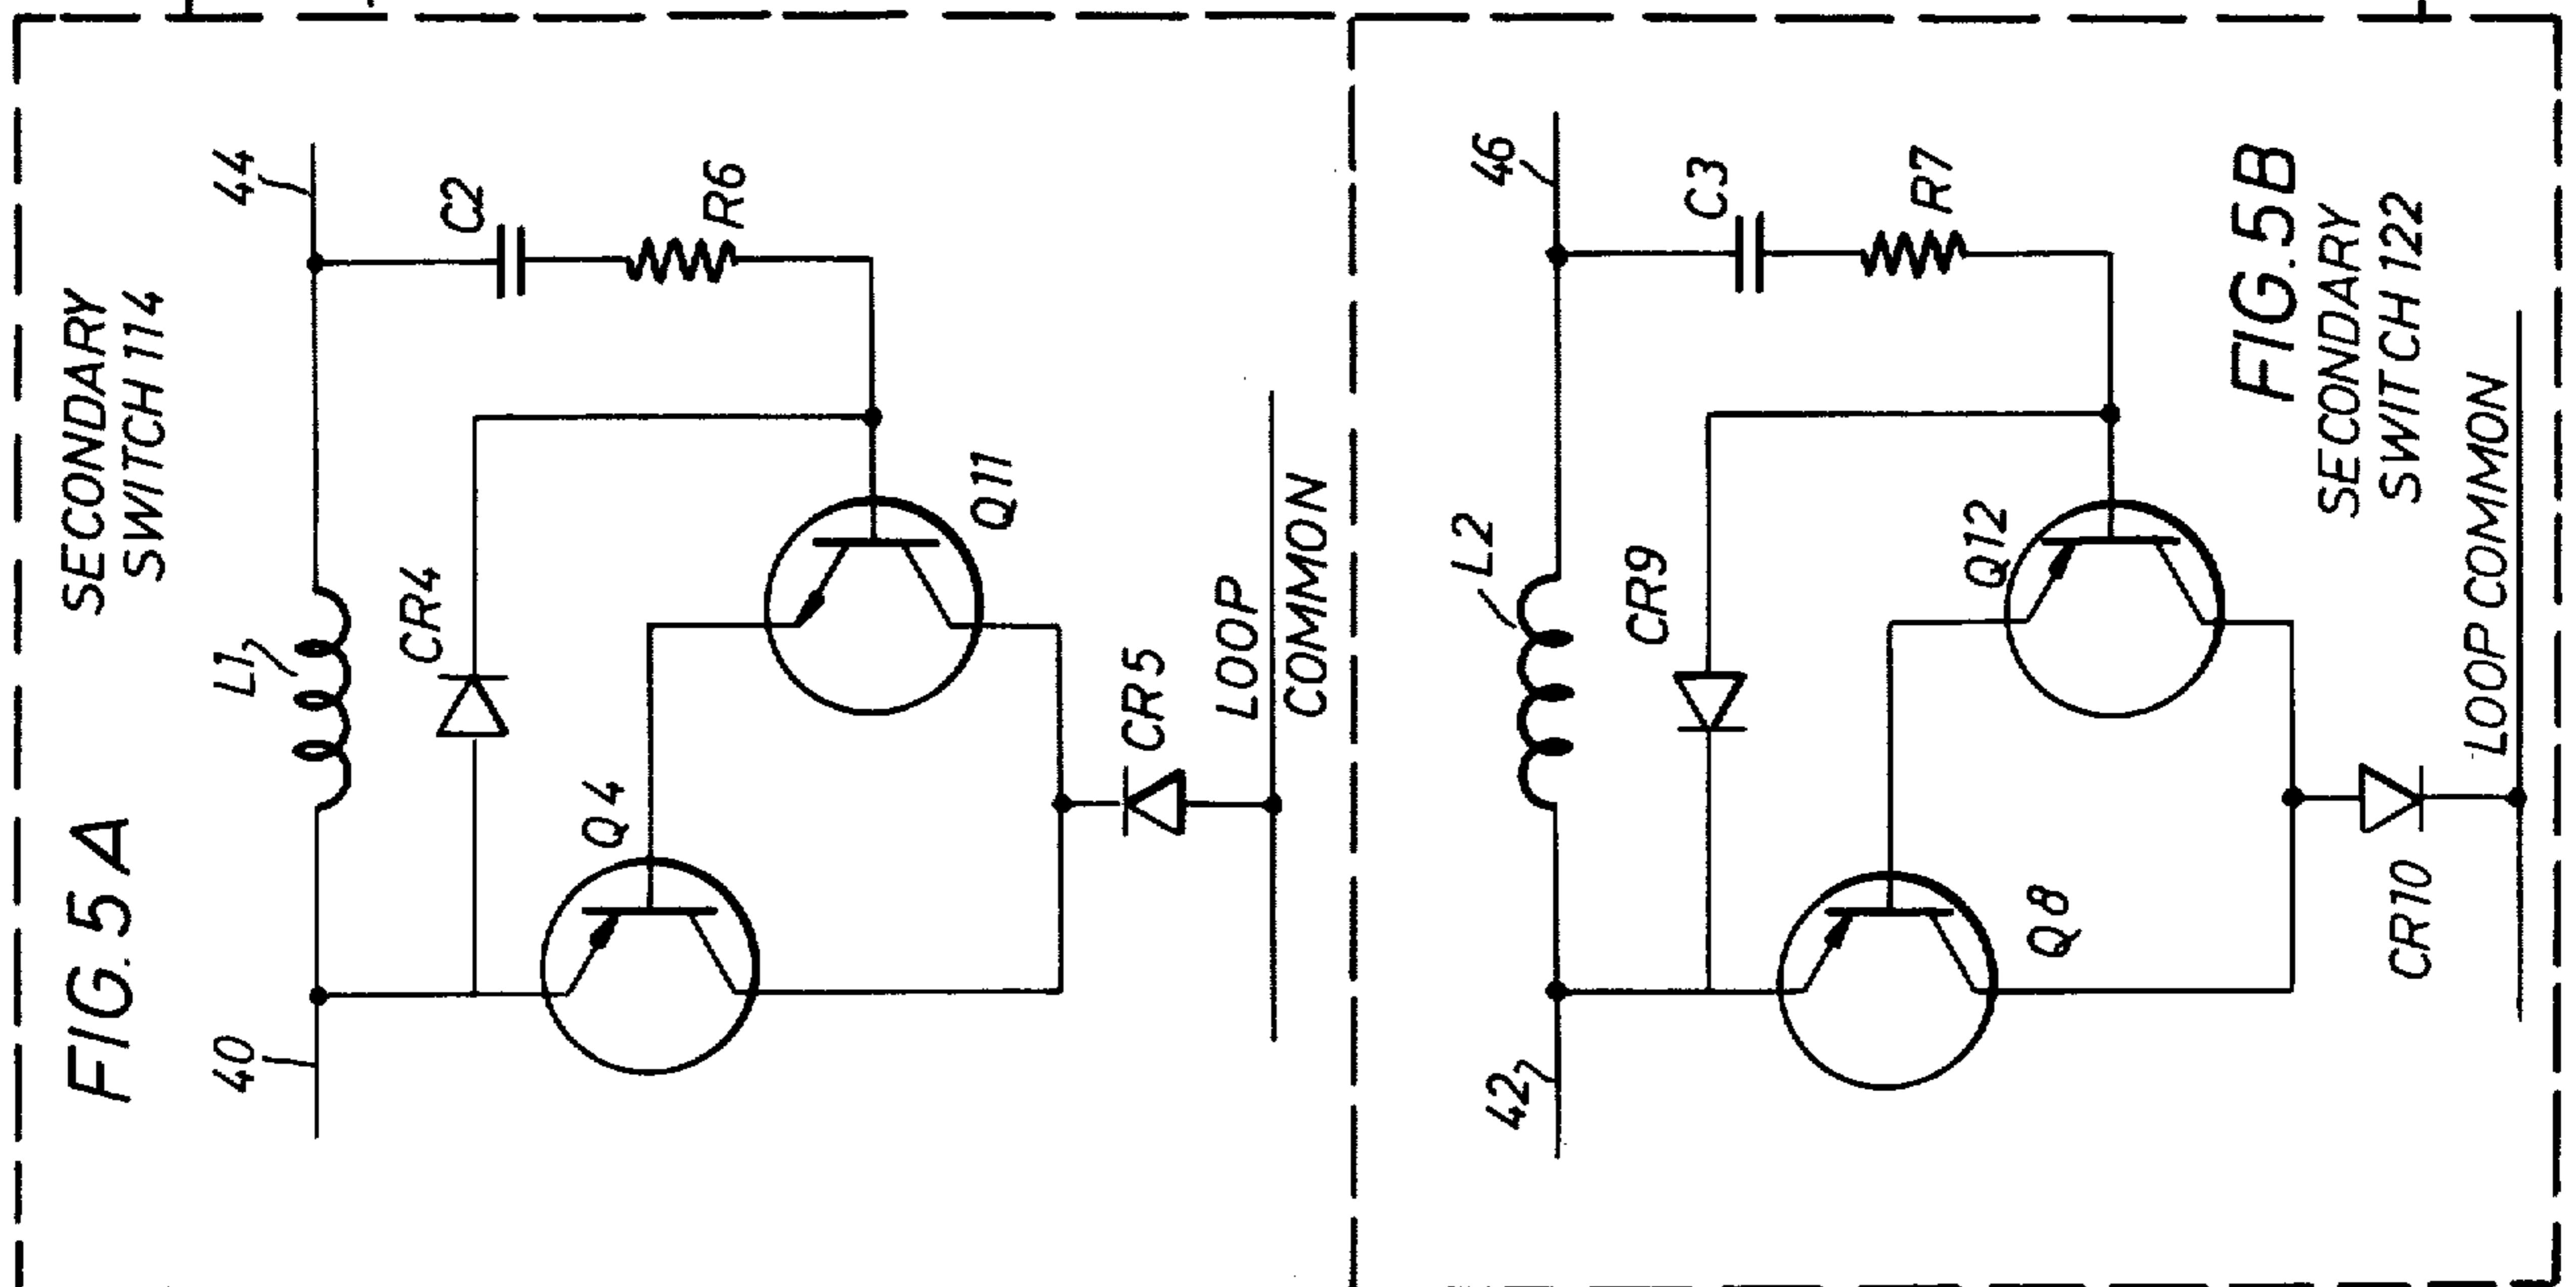 FIG. 5A
SECONDARY
SWITCH 114
40
L1
44
CR4
C2
R6
Q4
Q11
CR5
LOOP
COMMON
42
L2
46
CR9
C3
R7
Q8
Q12
CR10
LOOP COMMON
FIG. 5B
SECONDARY
SWITCH 122